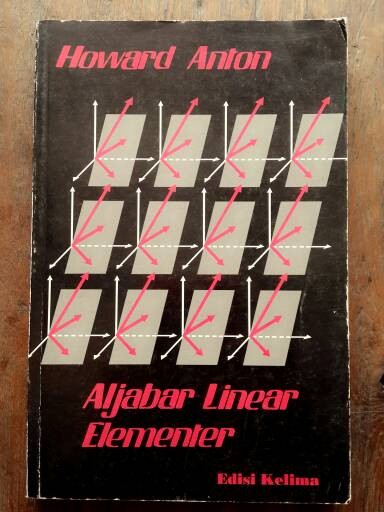 Howard Anton
Aljabar Linear
Elementer
Edisi Kelima